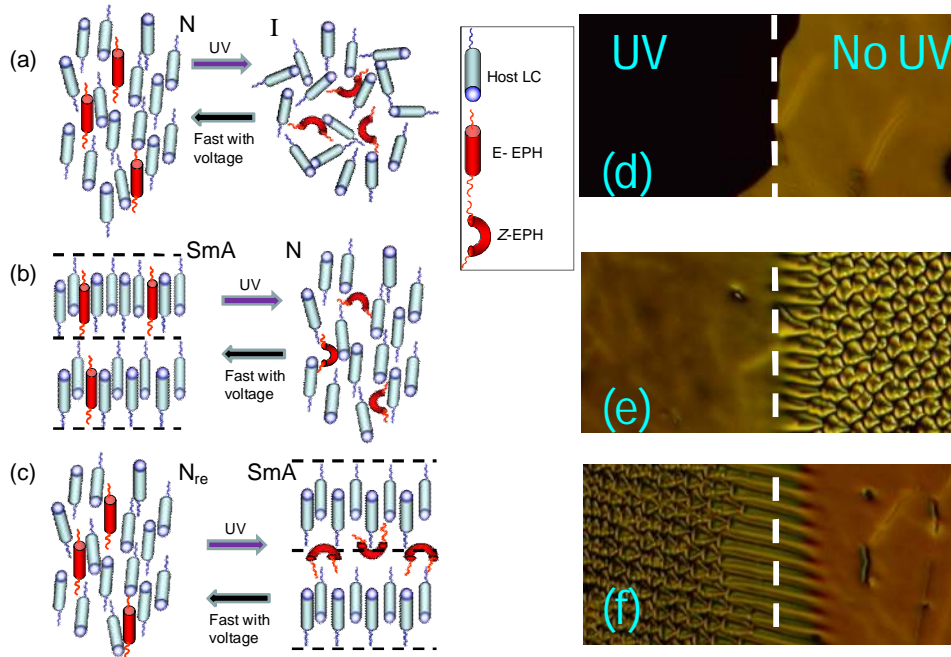 (a)
N
UV
I
Fast with
voltage
(b)
SmA
UV
N
Fast with
voltage
(c)
N_re
UV
SmA
Fast with
voltage
Host LC
E- EPH
Z-EPH
UV
No UV
(d)
(e)
(f)